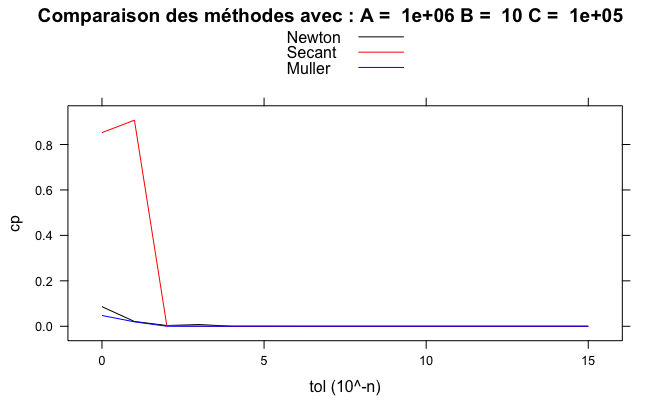 Comparaison des méthodes avec : A = 1e+06 B = 10 C = 1e+05
Newton
Secant
Muller
cp
0.8
0.6
0.4
0.2
0.0
0 5 10 15
tol (10^-n)